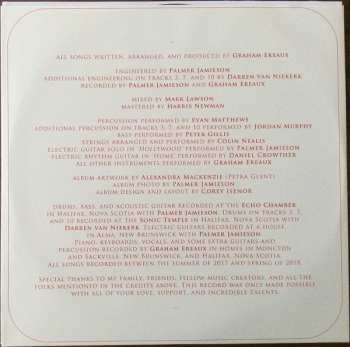 All songs written, arranged, and produced by Graham Ereaux
Engineered by Palmer Jamieson
Additional engineering on tracks 3, 7, and 10 by Darren van Niekerk
Recorded by Palmer Jamieson and Graham Ereaux
Mixed by Mark Lawson
Mastered by Harris Newman
Percussion performed by Evan Matthews
Additional percussion on tracks 3, 7, and 10 performed by Jordan Murphy
Bass performed by Peter Gillis
Strings arranged and performed by Colin Nealis
Electric guitar solo in 'Hollywood' performed by Palmer Jamieson
Electric rhythm guitar in 'Home' performed by Daniel Crowther
All other instruments performed by Graham Ereaux
Album artwork by Alexandra Mackenzie (Petra Glynt)
Album photo by Palmer Jamieson
Album design and layout by Corey Isenor
Drums, bass, and acoustic guitar recorded at the Echo Chamber
in Halifax, Nova Scotia with Palmer Jamieson. Drums on tracks 3, 7,
and 10 recorded at the Sonic Temple in Halifax, Nova Scotia with
Darren van Niekerk. Electric guitars recorded at a house
in Alma, New Brunswick with Palmer Jamieson.
Piano, keyboards, vocals, and some extra guitars and
percussion recorded by Graham Ereaux in homes in Moncton
and Sackville, New Brunswick, and Halifax, Nova Scotia.
All songs recorded between the summer of 2017 and spring of 2018.
Special thanks to my family, friends, fellow music creators, and all the
folks mentioned in the credits above. This record was only made possible
with all of your love, support, and incredible talents.